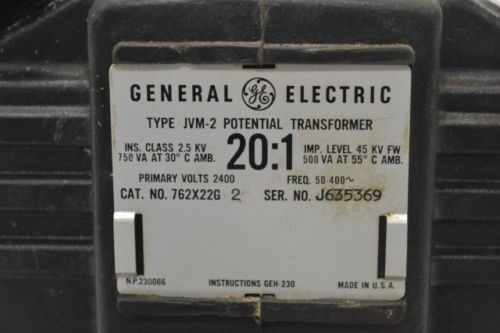 GENERAL GE ELECTRIC
TYPE JVM-2 POTENTIAL TRANSFORMER
INS. CLASS 2.5 KV 20:1 IMP. LEVEL 45 KV FW
750 VA AT 30° C AMB. 500 VA AT 55° C AMB.
PRIMARY VOLTS 2400 FREQ. 50-400~
CAT. NO. 762X22G 2 SER. NO. J635369
N.P.230066 INSTRUCTIONS GEH-230 MADE IN U.S.A.